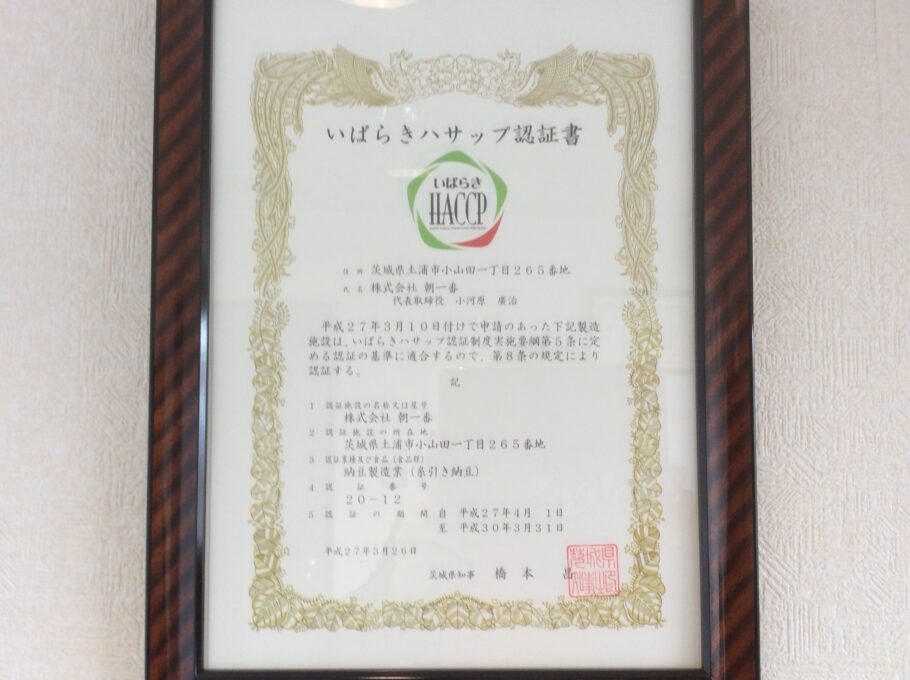 いばらきハサップ認証書
いばらき
HACCP
住所 茨城県土浦市小山田一丁目265番地
氏名 株式会社 朝一番
代表取締役 小河原 廣治
平成27年3月10日付けで申請のあった下記製造
施設は、いばらきハサップ認証制度実施要綱第5条に定
める認証の基準に適合するので、第8条の規定により
認証する。
記
1 認証施設の名称又は屋号
株式会社 朝一番
2 認証施設の所在地
茨城県土浦市小山田一丁目265番地
3 認証業種及び食品（食品群）
納豆製造業（糸引き納豆）
4 認証番号
20－12
5 認証の期間 自 平成27年4月 1日
至 平成30年3月31日
平成27年3月26日
茨城県知事 橋本 昌